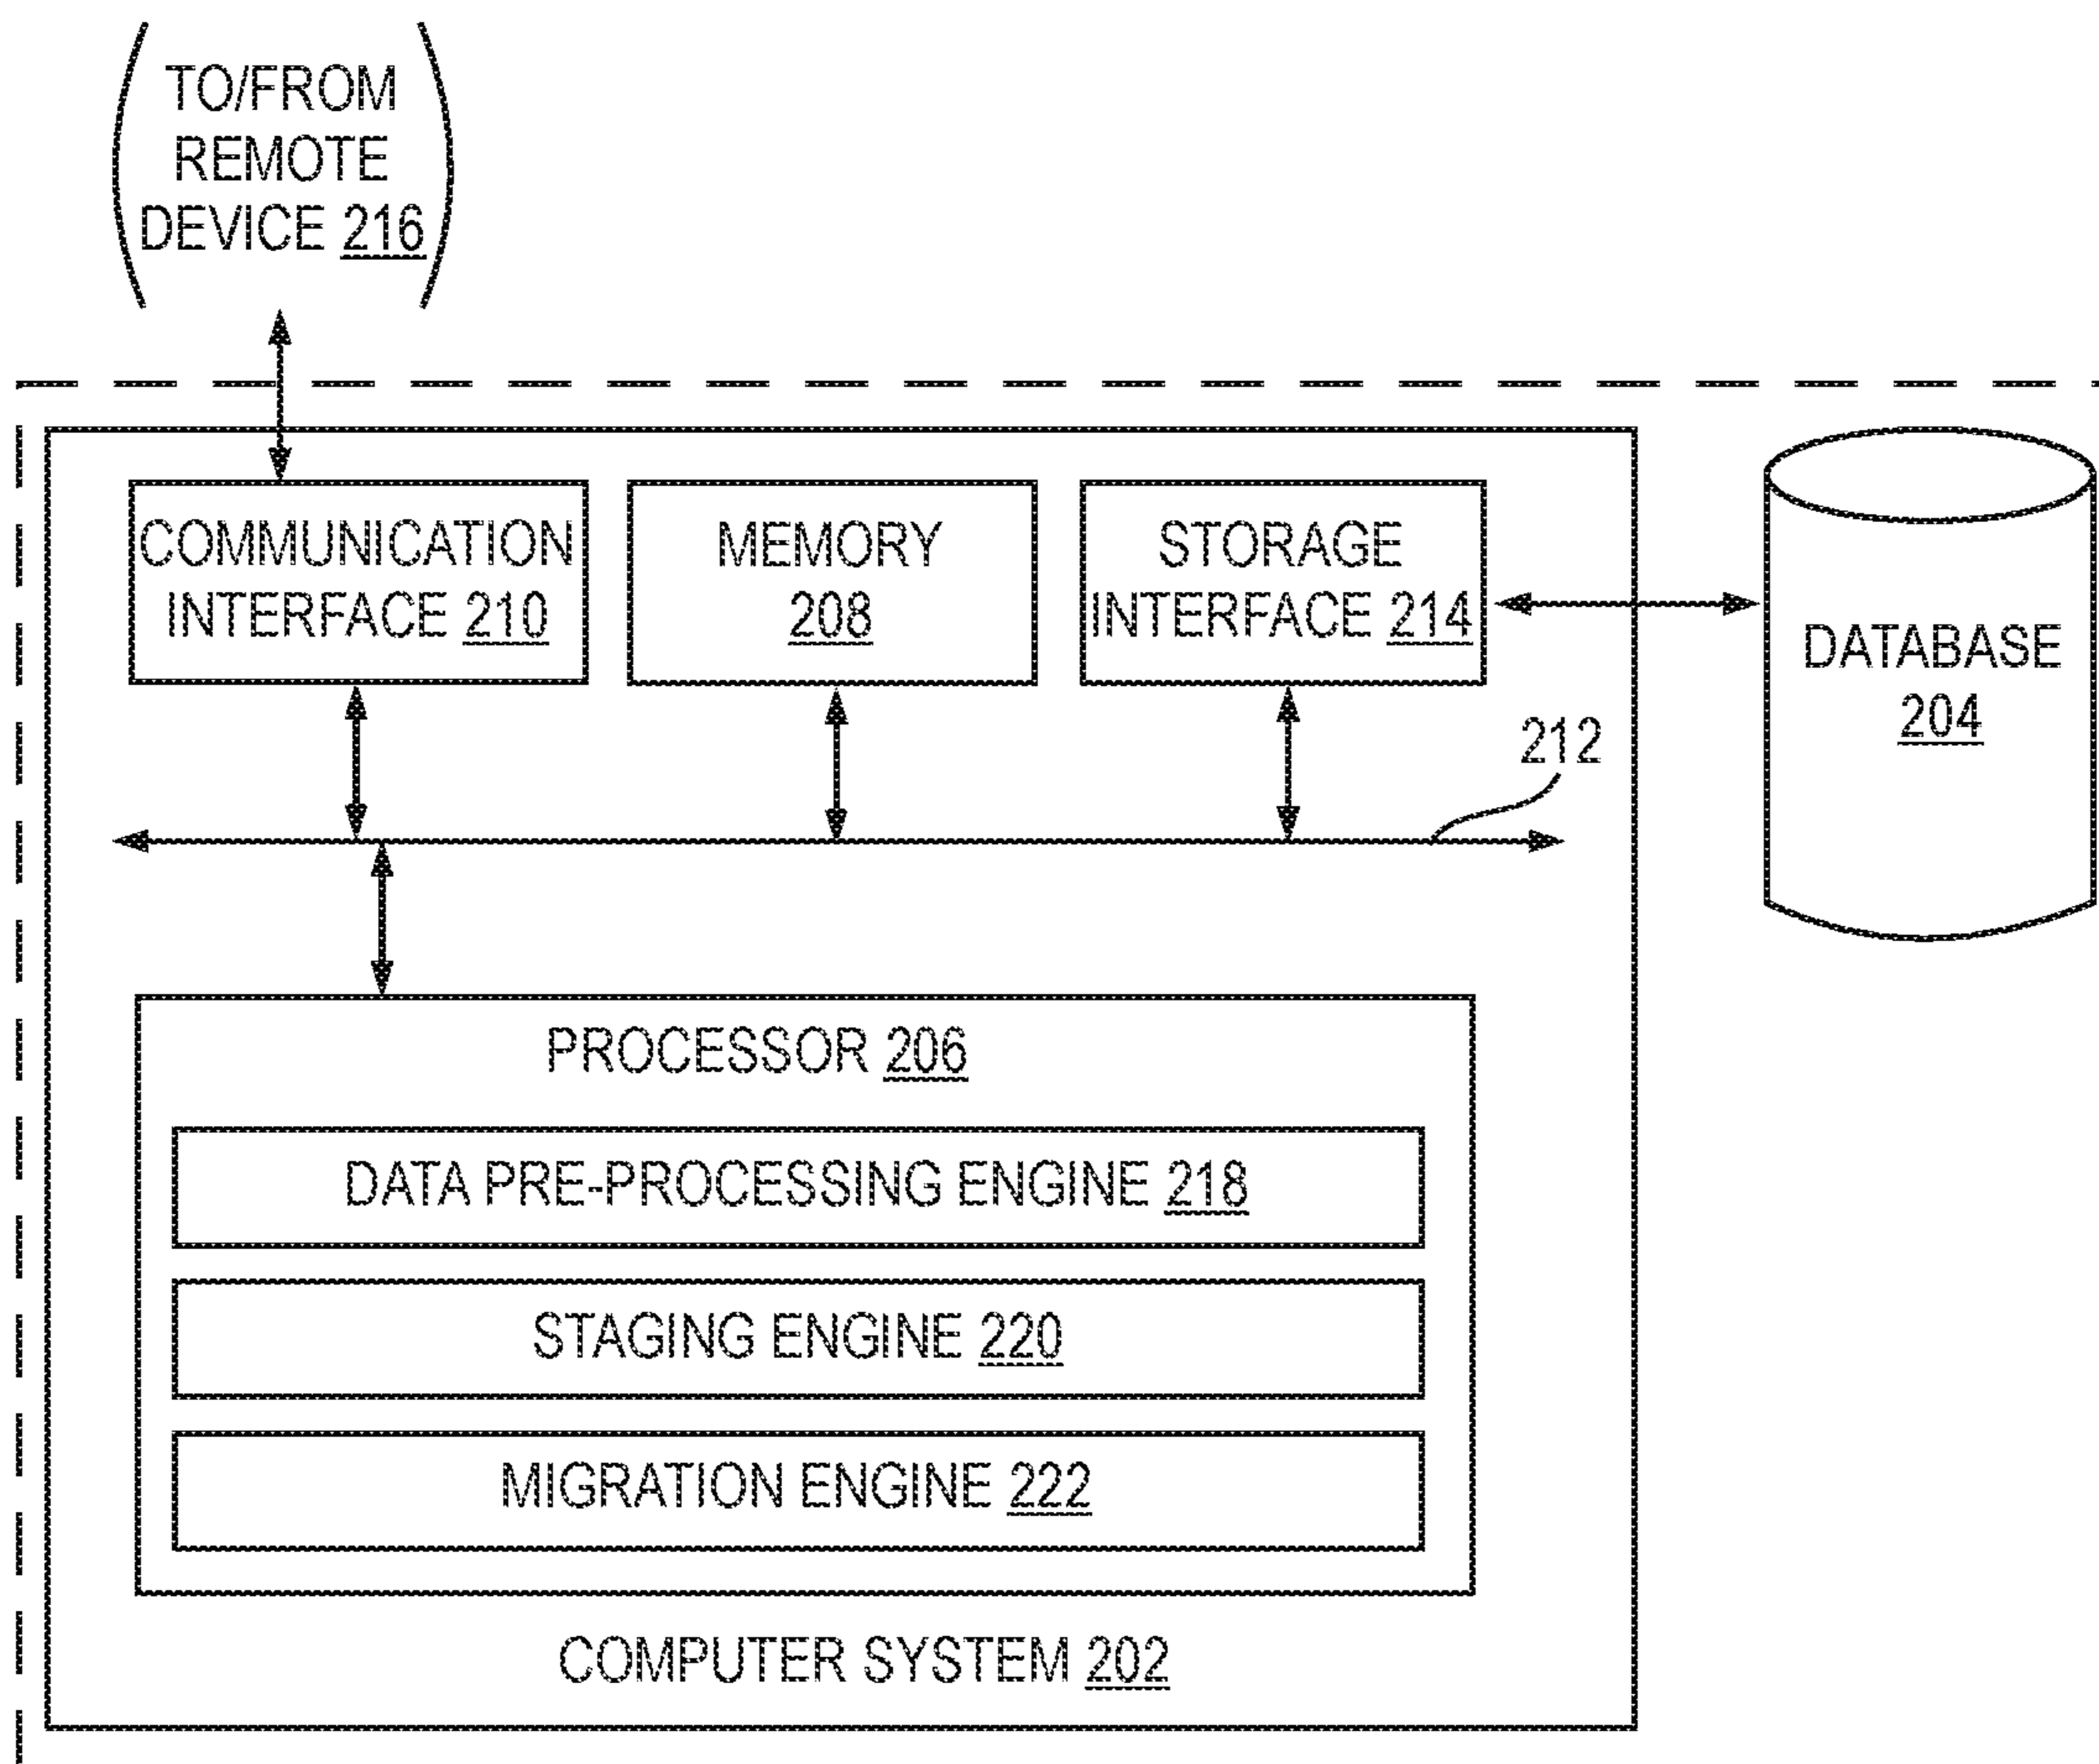 TO/FROM
REMOTE
DEVICE 216
COMMUNICATION
INTERFACE 210
MEMORY
208
STORAGE
INTERFACE 214
DATABASE
204
212
PROCESSOR 206
DATA PRE-PROCESSING ENGINE 218
STAGING ENGINE 220
MIGRATION ENGINE 222
COMPUTER SYSTEM 202